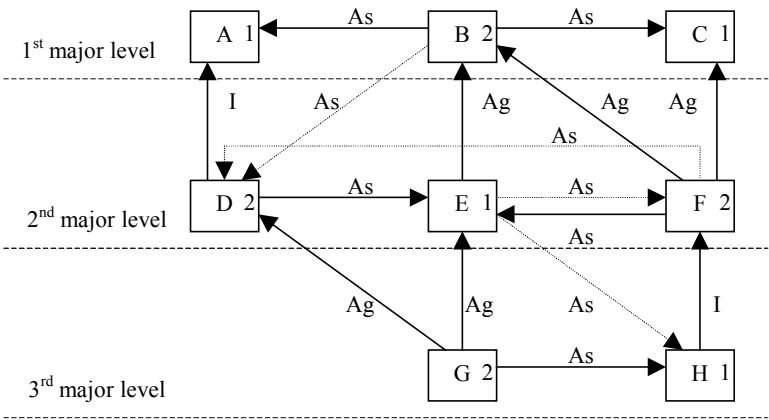 As As
A 1 B 2 C 1
1st major level
I As Ag Ag Ag
As
As As
D 2 E 1 F 2
2nd major level
As
Ag Ag As I
As
G 2 H 1
3rd major level